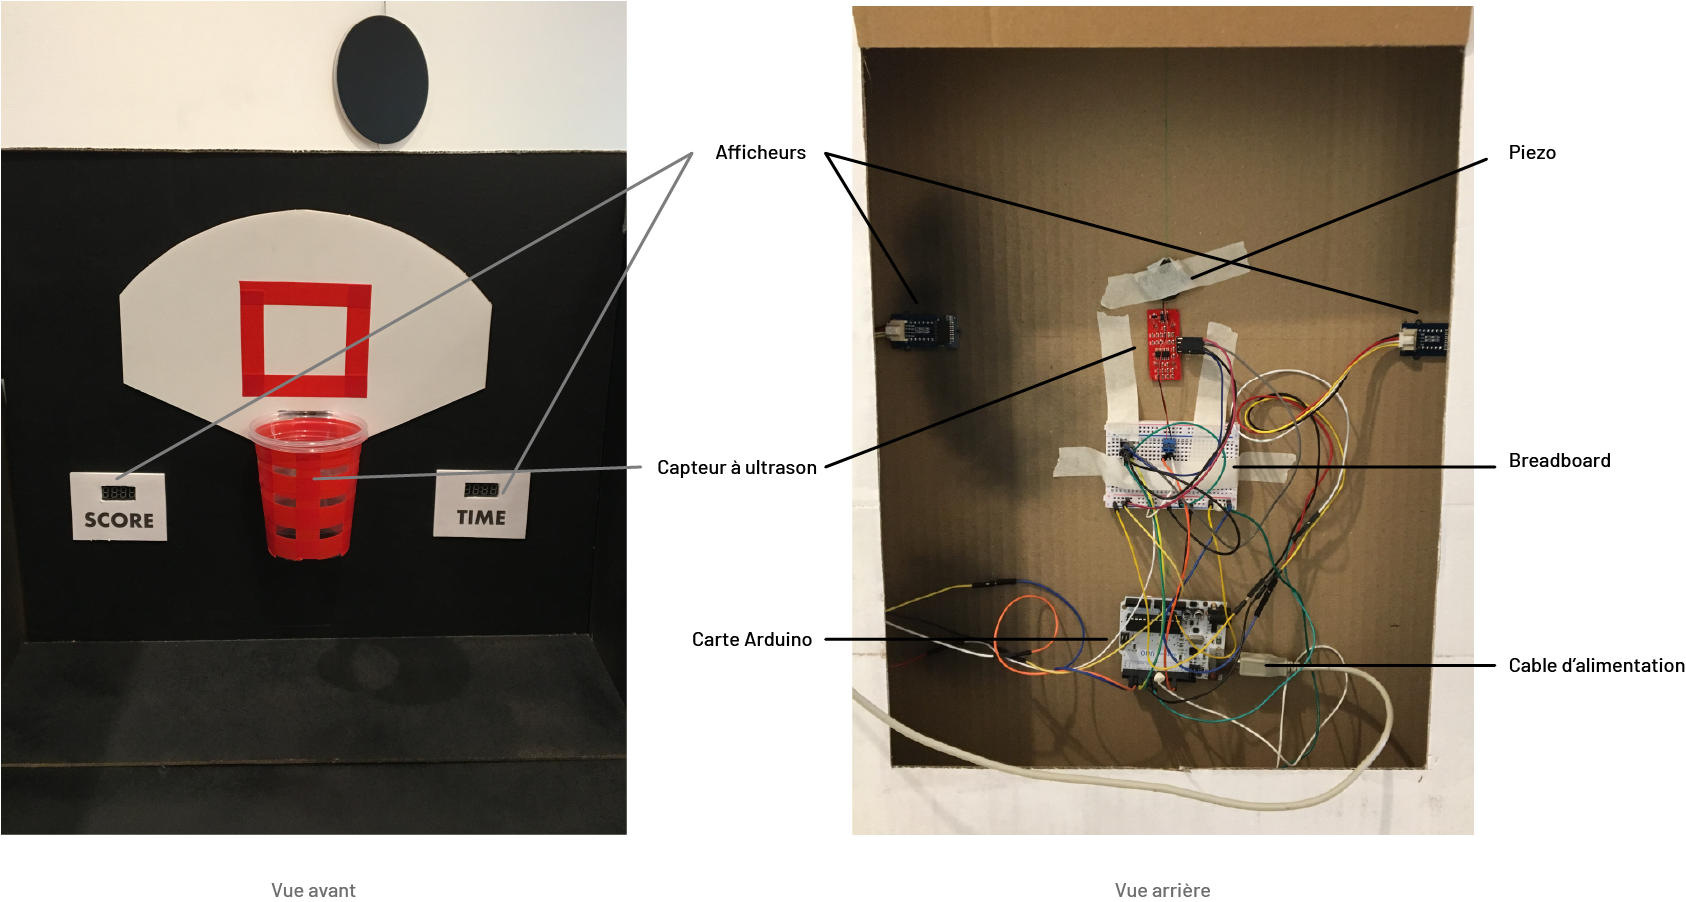 Afficheurs
Piezo
Capteur à ultrason
Breadboard
SCORE
TIME
Carte Arduino
Cable d’alimentation
Vue avant
Vue arrière